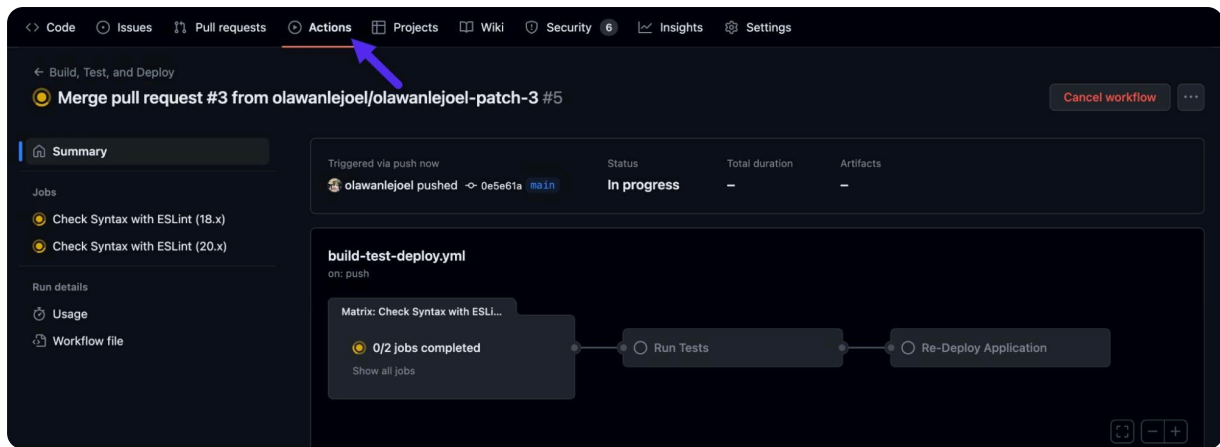 Code Issues Pull requests Actions Projects Wiki Security 6 Insights Settings
← Build, Test, and Deploy
Merge pull request #3 from olawanlejoel/olawanlejoel-patch-3 #5
Cancel workflow
Summary
Jobs
Check Syntax with ESLint (18.x)
Check Syntax with ESLint (20.x)
Run details
Usage
Workflow file
Triggered via push now
olawanlejoel pushed 0e5e61a main
Status
In progress
Total duration
–
Artifacts
–
build-test-deploy.yml
on: push
Matrix: Check Syntax with ESLi...
0/2 jobs completed
Show all jobs
Run Tests
Re-Deploy Application